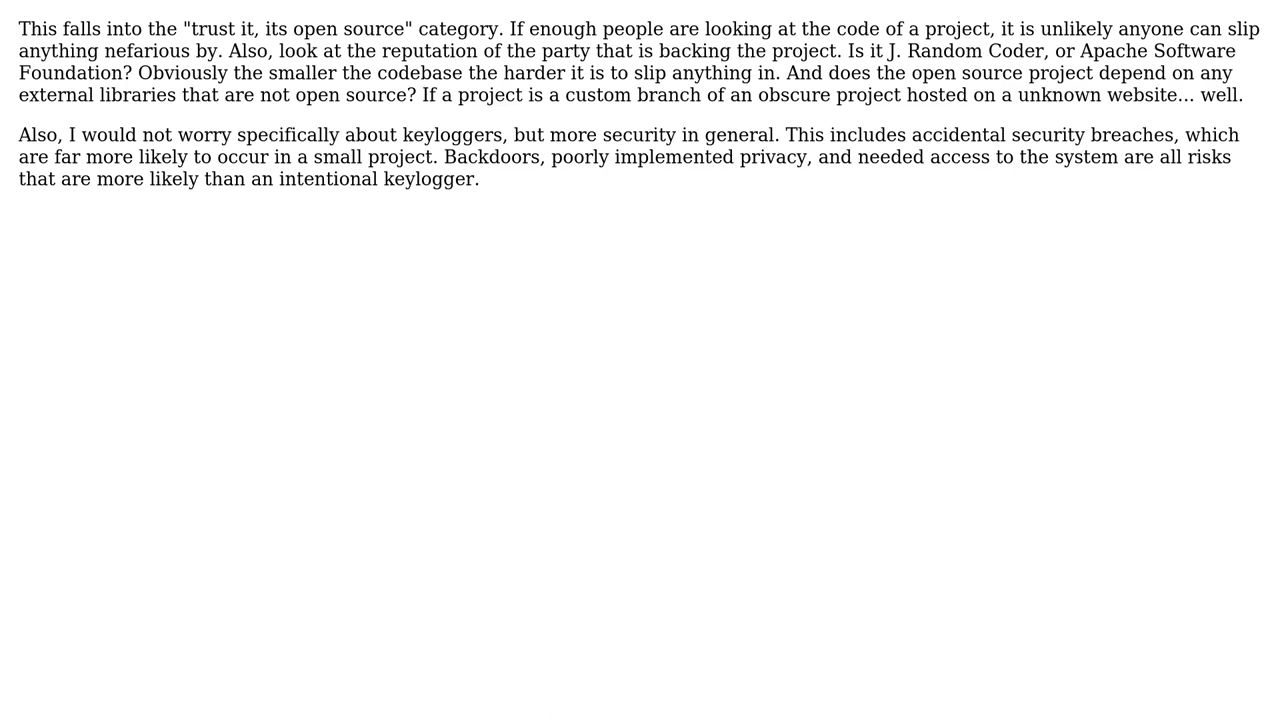 This falls into the "trust it, its open source" category. If enough people are looking at the code of a project, it is unlikely anyone can slip
anything nefarious by. Also, look at the reputation of the party that is backing the project. Is it J. Random Coder, or Apache Software
Foundation? Obviously the smaller the codebase the harder it is to slip anything in. And does the open source project depend on any
external libraries that are not open source? If a project is a custom branch of an obscure project hosted on a unknown website... well.
Also, I would not worry specifically about keyloggers, but more security in general. This includes accidental security breaches, which
are far more likely to occur in a small project. Backdoors, poorly implemented privacy, and needed access to the system are all risks
that are more likely than an intentional keylogger.